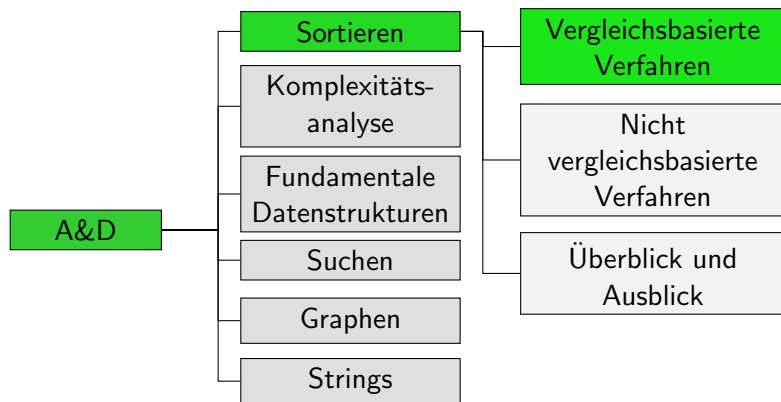 A&D
Sortieren
Komplexitäts-
analyse
Fundamentale
Datenstrukturen
Suchen
Graphen
Strings
Vergleichsbasierte
Verfahren
Nicht
vergleichsbasierte
Verfahren
Überblick und
Ausblick